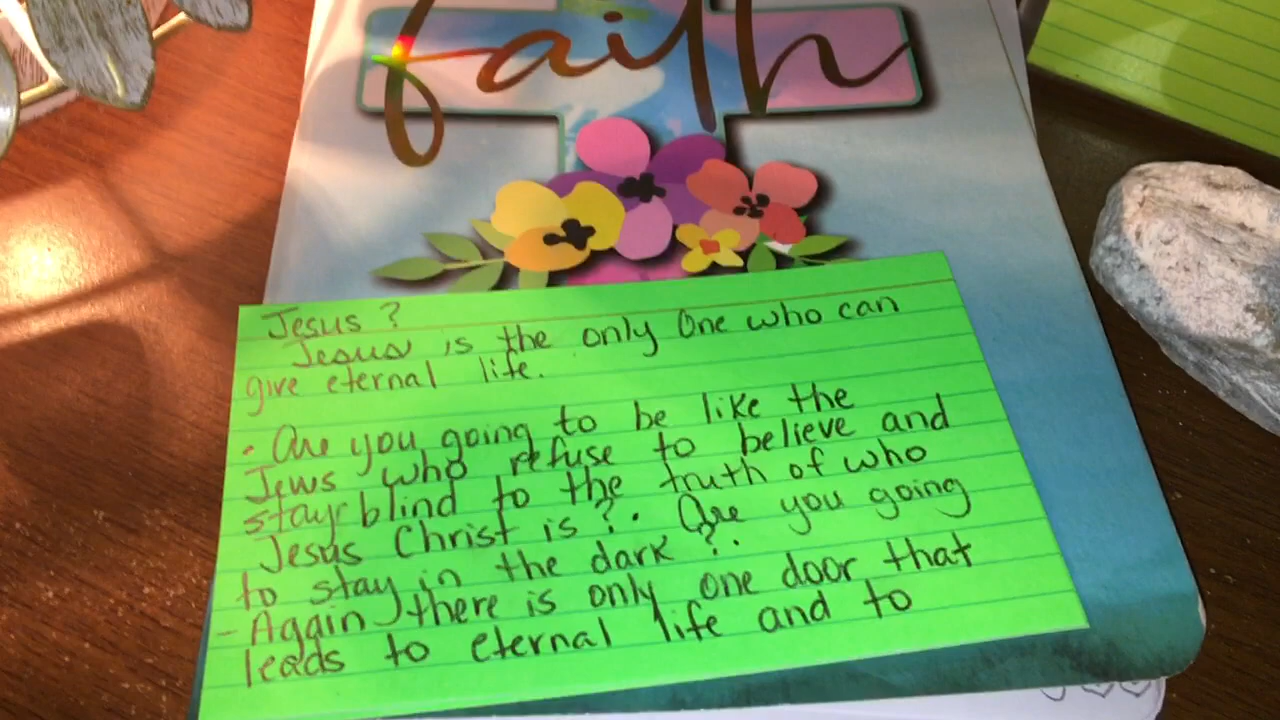 faith
Jesus ?
Jesus is the only One who can
give eternal life.
• Are you going to be like the
Jews who refuse to believe and
stay blind to the truth of who
Jesus Christ is ?. Are you going
to stay in the dark ?.
- Again there is only one door that
leads to eternal life and to